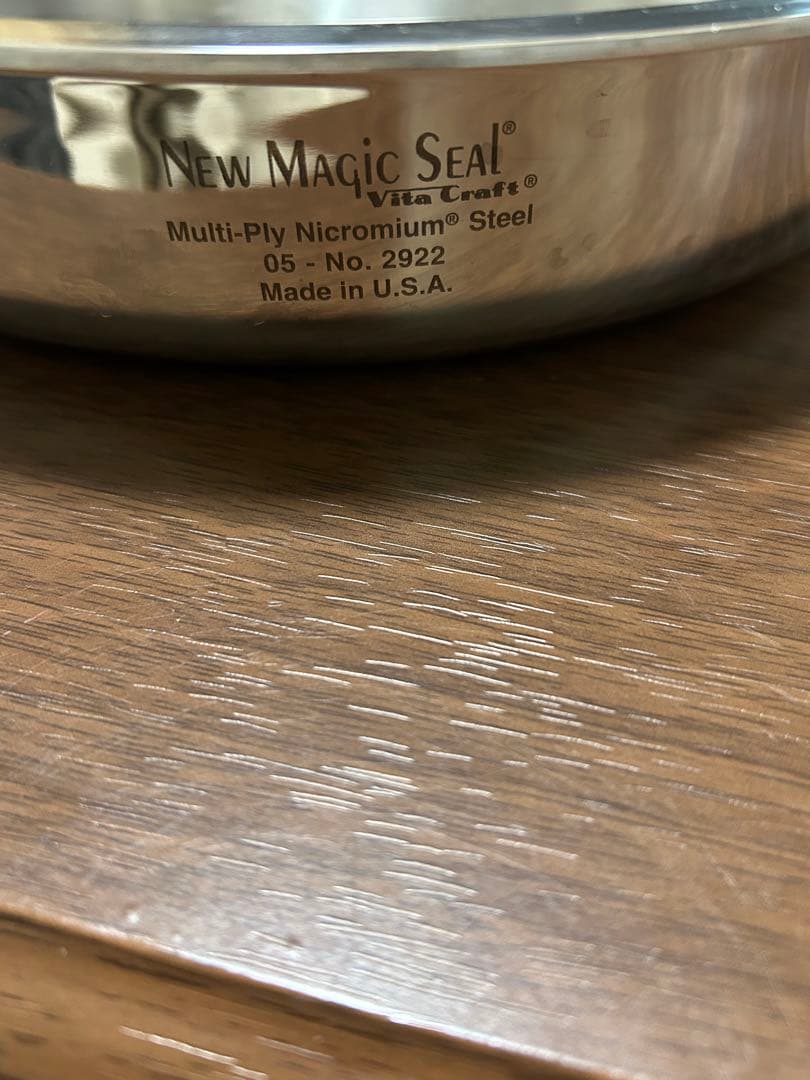 New Magic Seal®
Vita Craft®
Multi-Ply Nicromium® Steel
05 - No. 2922
Made in U.S.A.